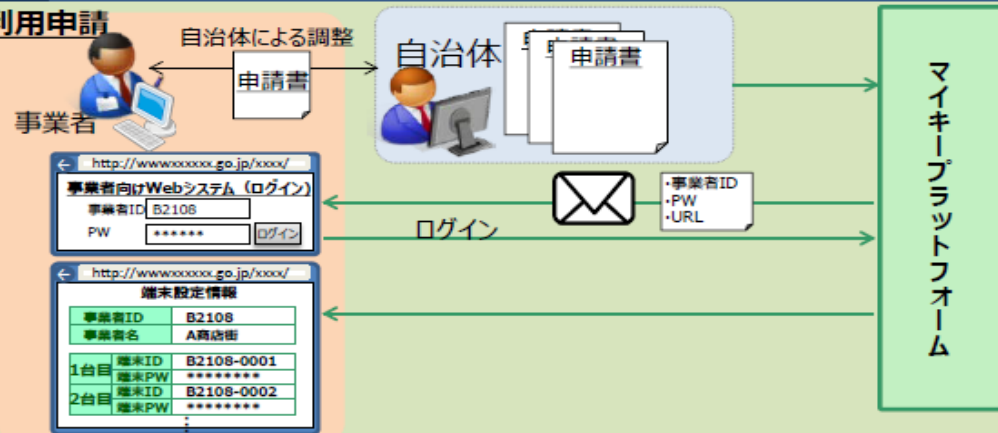 利用申請
自治体による調整
申請書
事業者
自治体
申請書
マイキープラットフォーム
http://wwwxxxxxx.go.jp/xxxx/
事業者向けWebシステム（ログイン）
事業者ID B2108
PW ****** ログイン
・事業者ID
・PW
・URL
ログイン
http://wwwxxxxxx.go.jp/xxxx/
端末設定情報
事業者ID B2108
事業者名 A商店街
1台目 端末ID B2108-0001
端末PW ********
2台目 端末ID B2108-0002
端末PW ********
⋮